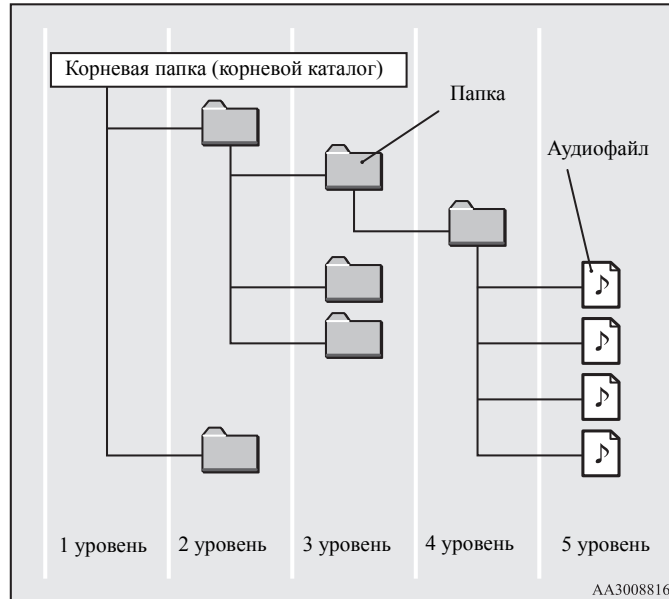 Корневая папка (корневой каталог)
Папка
Аудиофайл
1 уровень
2 уровень
3 уровень
4 уровень
5 уровень
AA3008816